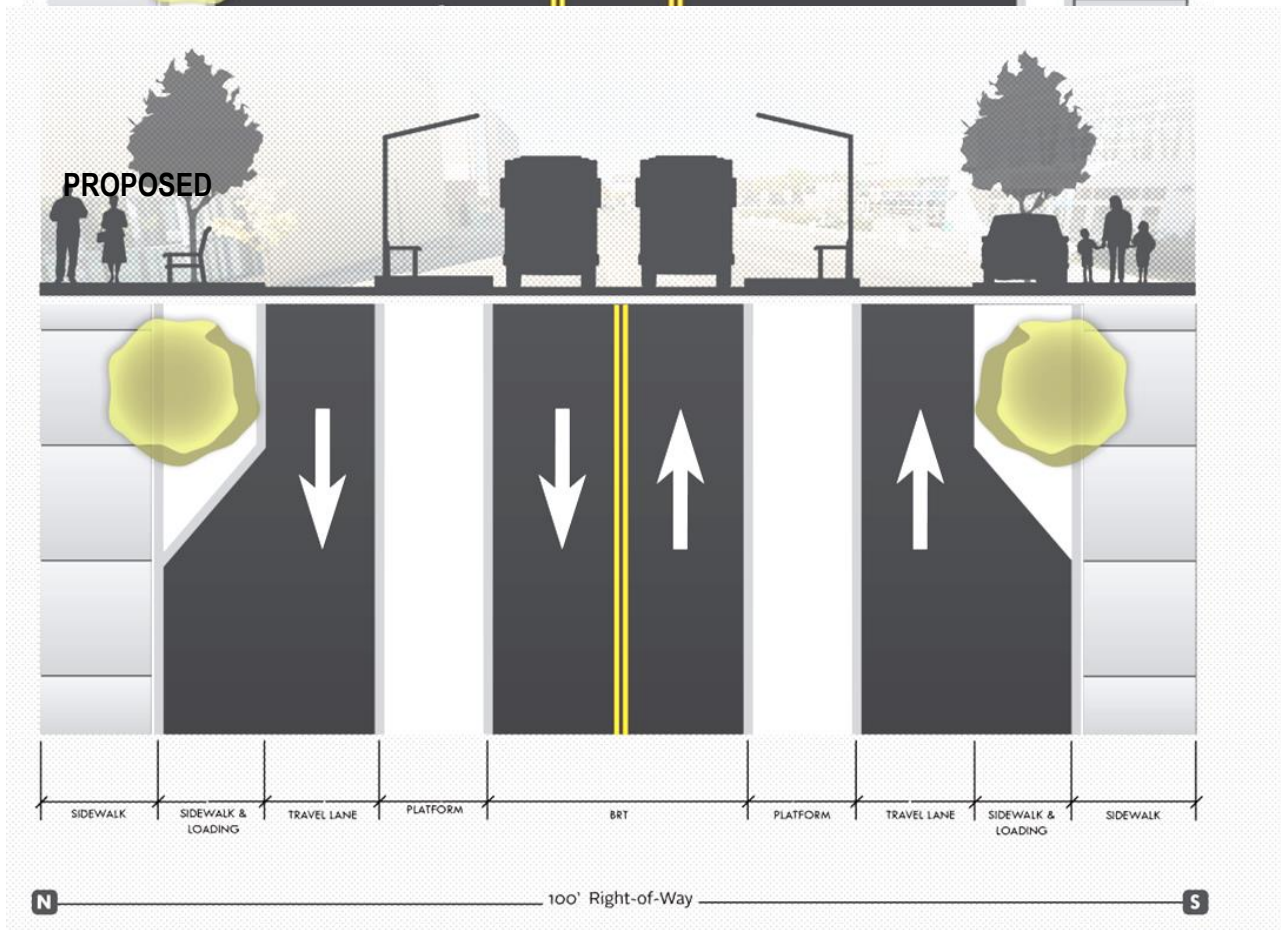 PROPOSED
SIDEWALK
SIDEWALK &
LOADING
TRAVEL LANE
PLATFORM
BRT
PLATFORM
TRAVEL LANE
SIDEWALK &
LOADING
SIDEWALK
N
100' Right-of-Way
S